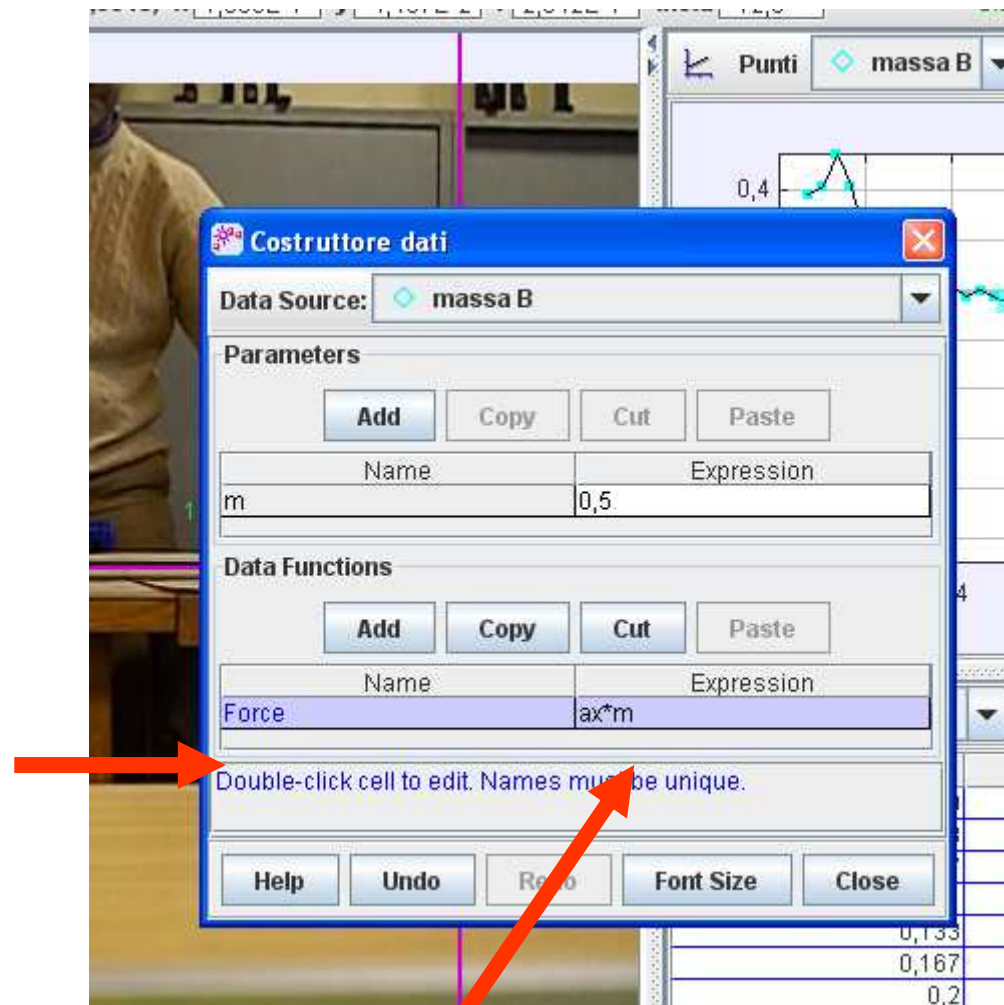 Punti massa B
0,4
Costruttore dati
Data Source: massa B
Parameters
Add Copy Cut Paste
Name Expression
m 0,5
Data Functions
Add Copy Cut Paste
Name Expression
Force ax*m
4
Double-click cell to edit. Names must be unique.
Help Undo Redo Font Size Close
0,133
0,167
0,2